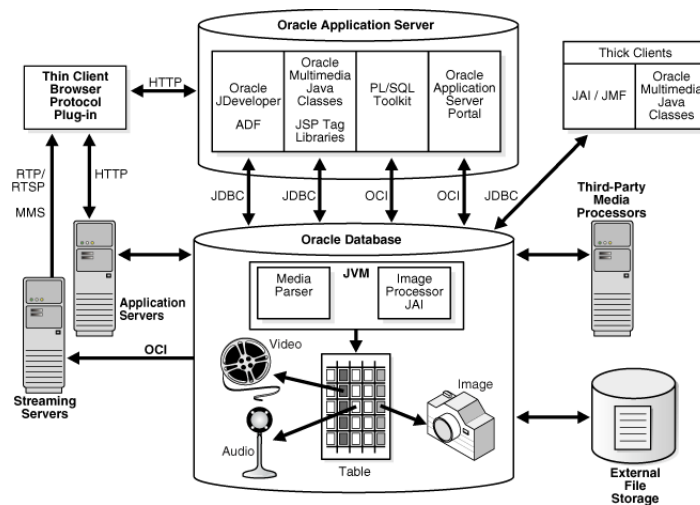 Oracle Application Server
Thin Client
Browser
Protocol
Plug-in
HTTP
Oracle
JDeveloper
ADF
Oracle
Multimedia
Java
Classes
JSP Tag
Libraries
PL/SQL
Toolkit
Oracle
Application
Server
Portal
Thick Clients
JAI / JMF
Oracle
Multimedia
Java
Classes
RTP/
RTSP
MMS
HTTP
JDBC
JDBC
OCI
OCI
JDBC
Third-Party
Media
Processors
Oracle Database
JVM
Media
Parser
Image
Processor
JAI
Application
Servers
OCI
Streaming
Servers
Video
Image
Audio
Table
External
File
Storage